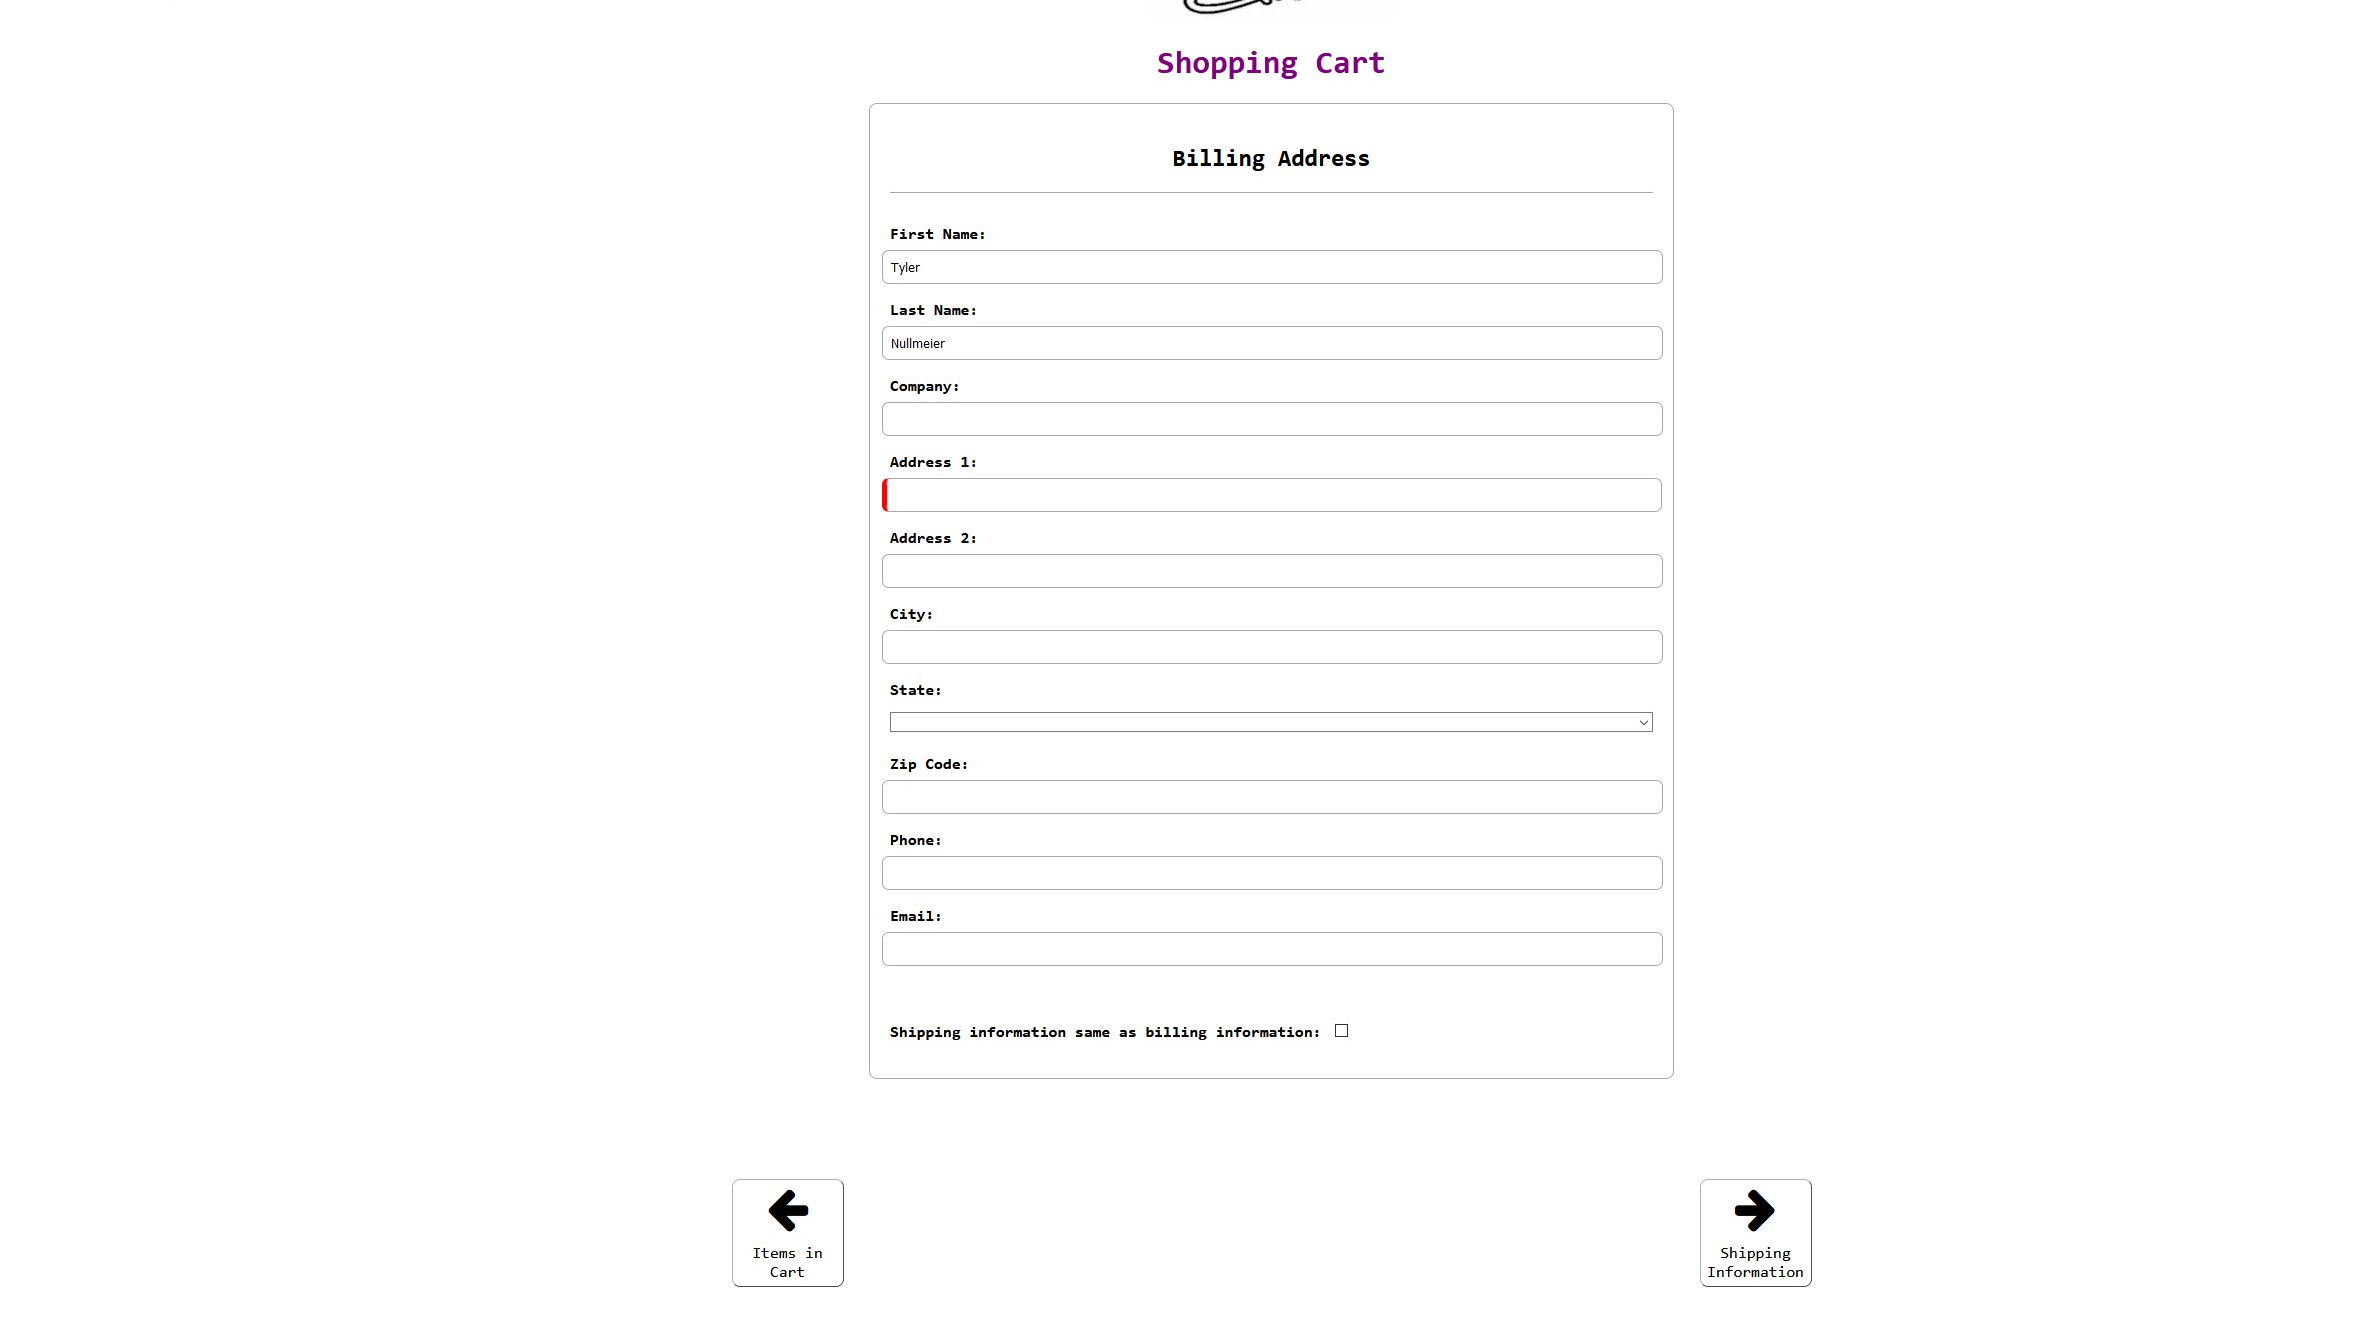 Shopping Cart
Billing Address
First Name:
Tyler
Last Name:
Nullmeier
Company:
Address 1:
Address 2:
City:
State:
Zip Code:
Phone:
Email:
Shipping information same as billing information:
Items in
Cart
Shipping
Information